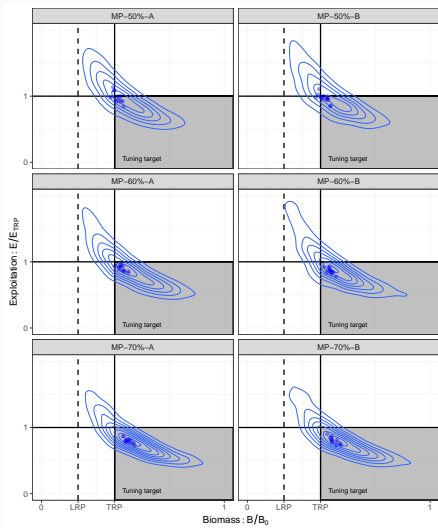 MP-50%-A
MP-50%-B
1
0
Tuning target
Tuning target
MP-60%-A
MP-60%-B
Exploitation : E/E_TRP
1
0
Tuning target
Tuning target
MP-70%-A
MP-70%-B
1
0
Tuning target
Tuning target
0 LRP TRP 1
0 LRP TRP 1
Biomass : B/B₀